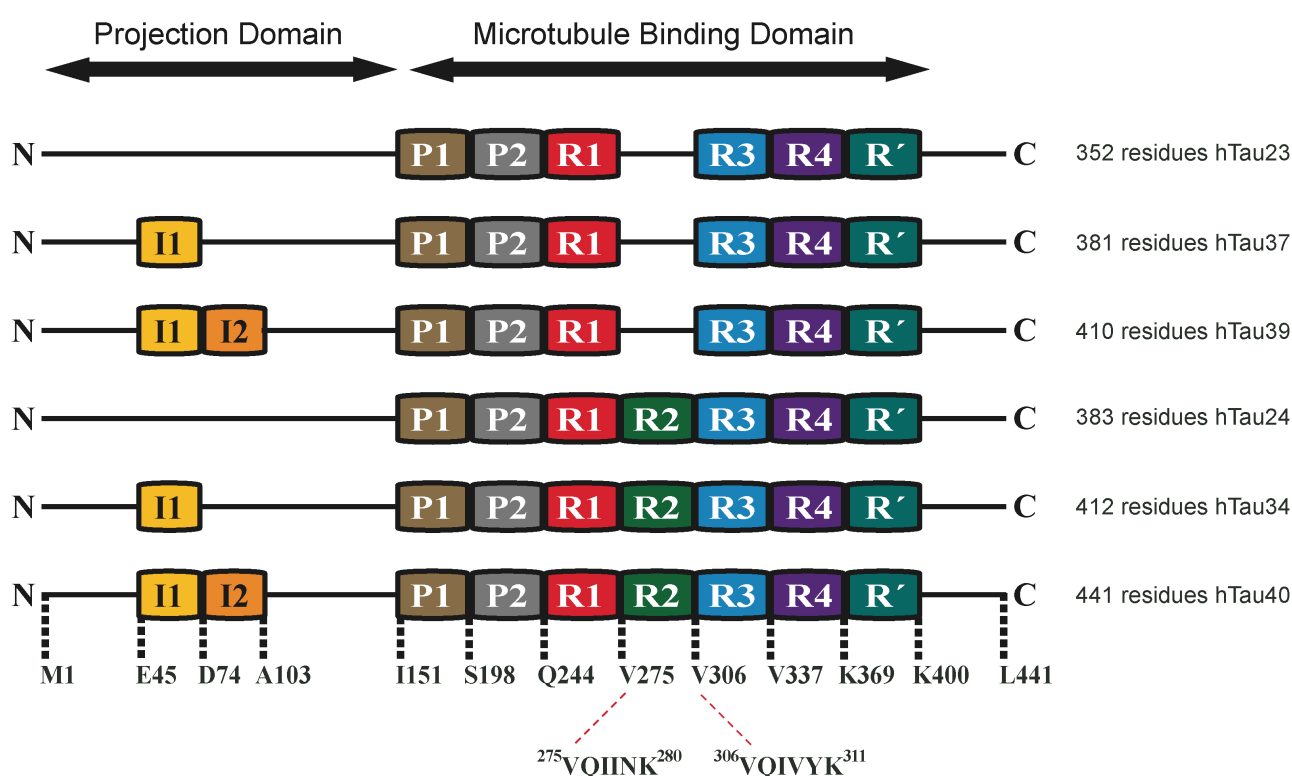 Projection Domain Microtubule Binding Domain
N P1 P2 R1 R3 R4 R´ C 352 residues hTau23
N I1 P1 P2 R1 R3 R4 R´ C 381 residues hTau37
N I1 I2 P1 P2 R1 R3 R4 R´ C 410 residues hTau39
N P1 P2 R1 R2 R3 R4 R´ C 383 residues hTau24
N I1 P1 P2 R1 R2 R3 R4 R´ C 412 residues hTau34
N I1 I2 P1 P2 R1 R2 R3 R4 R´ C 441 residues hTau40
M1 E45 D74 A103 I151 S198 Q244 V275 V306 V337 K369 K400 L441
275VQIINK280 306VQIVYK311